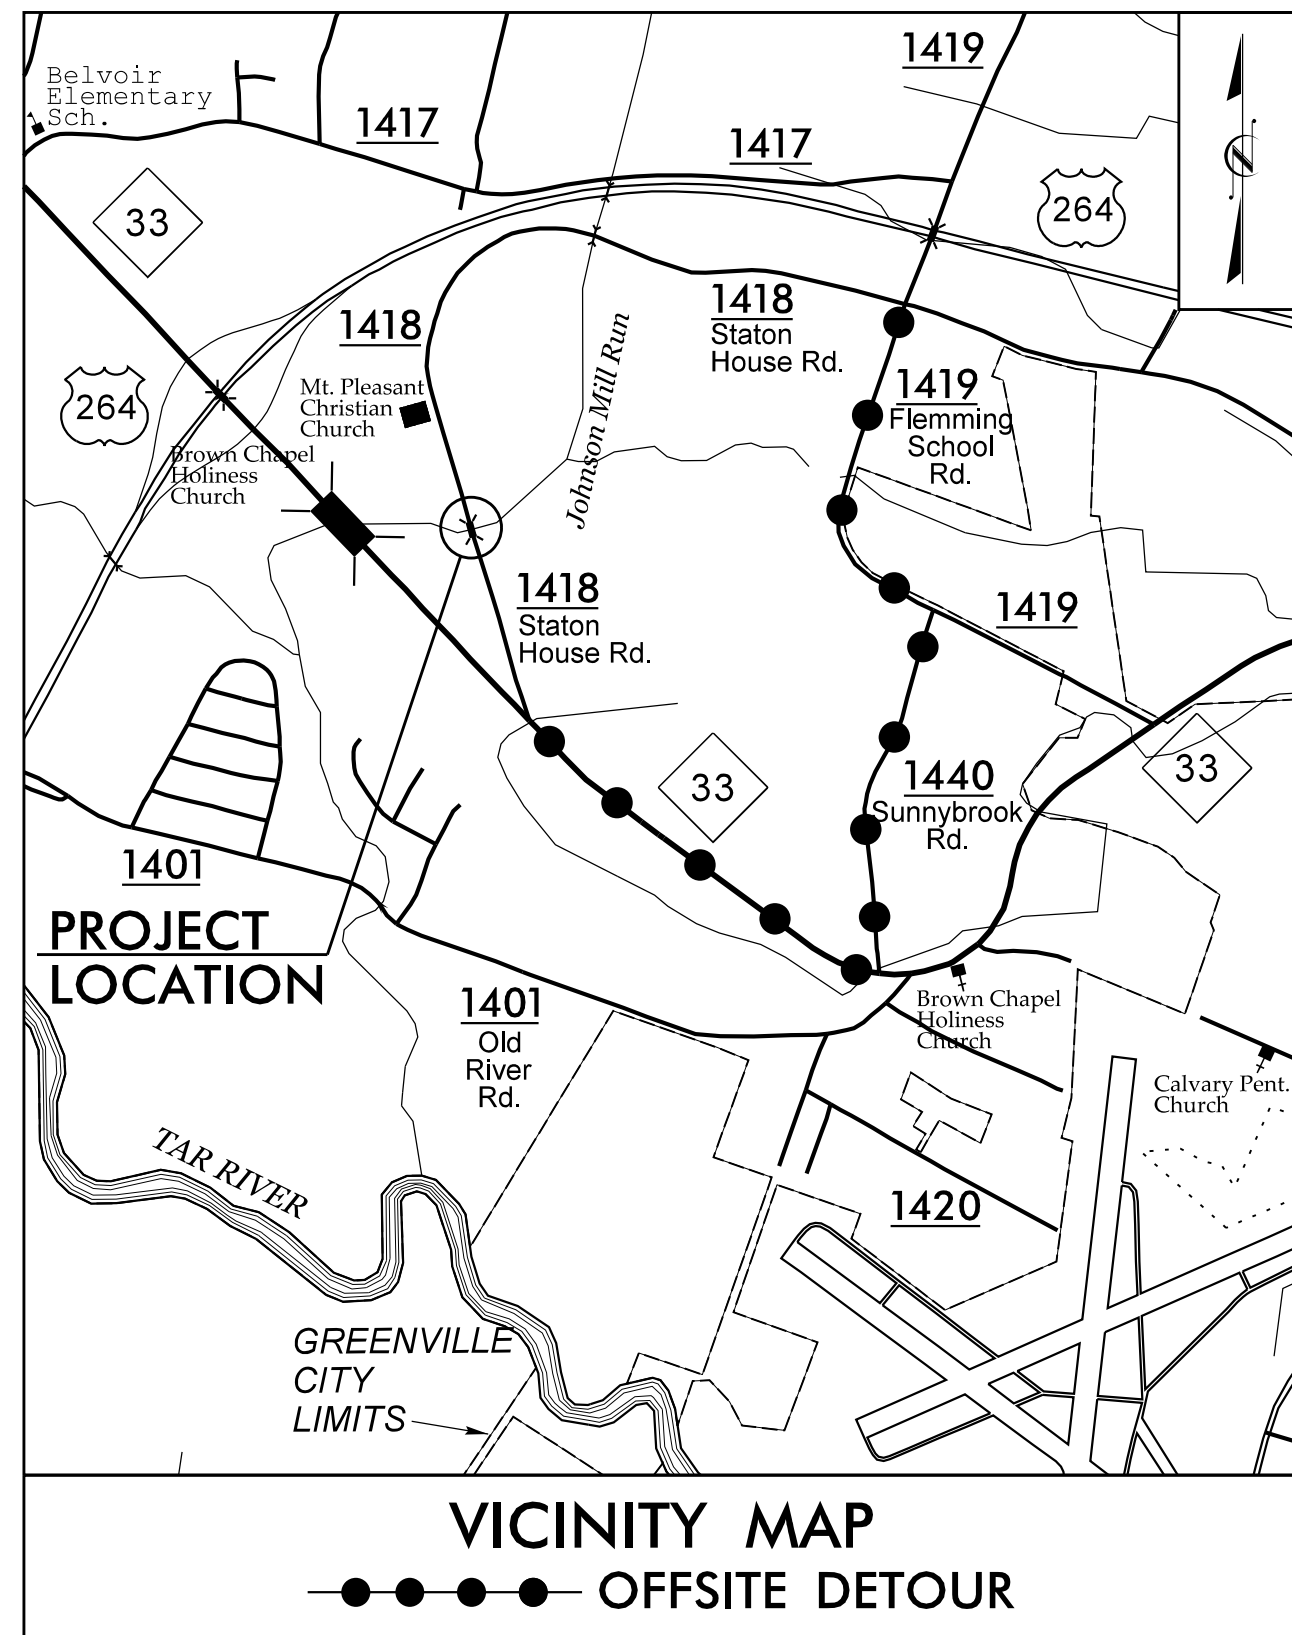 1419
Belvoir
Elementary
Sch.
1417
1417
33
264
1418
1418
Staton
House Rd.
Johnson Mill Run
264
Mt. Pleasant
Christian
Church
1419
Flemming
School
Rd.
Brown Chapel
Holiness
Church
1418
Staton
House Rd.
1419
33
33
1440
Sunnybrook
Rd.
1401
PROJECT
LOCATION
1401
Old
River
Rd.
Brown Chapel
Holiness
Church
Calvary Pent.
Church
TAR RIVER
1420
GREENVILLE
CITY
LIMITS
VICINITY MAP
OFFSITE DETOUR
N